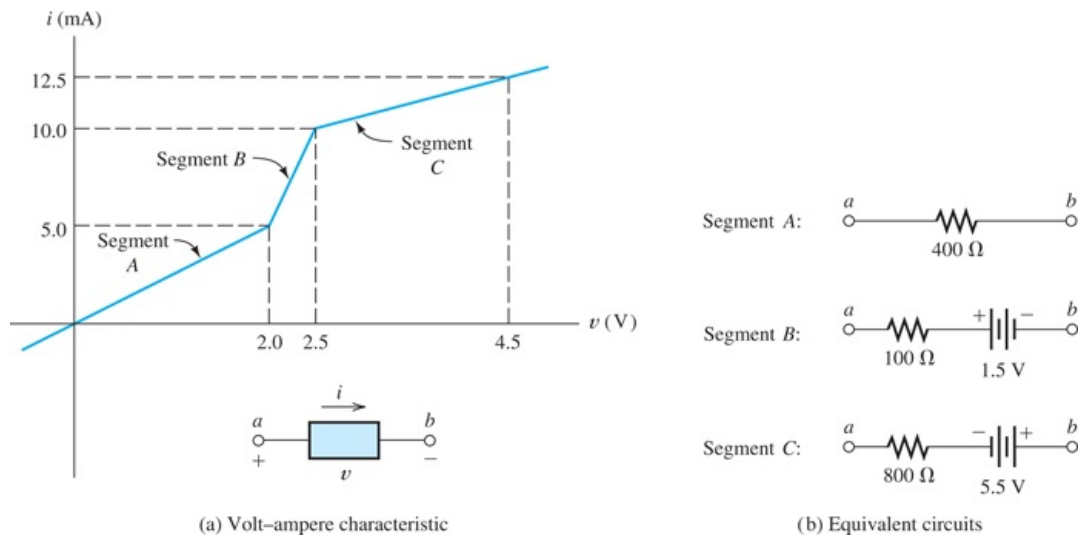 i (mA)
12.5
10.0
Segment
C
Segment B
5.0
Segment
A
v (V)
2.0 2.5 4.5
i
a b
+ −
v
(a) Volt–ampere characteristic
a b
Segment A:
400 Ω
a b
Segment B: + −
100 Ω
1.5 V
a b
Segment C: − +
800 Ω
5.5 V
(b) Equivalent circuits